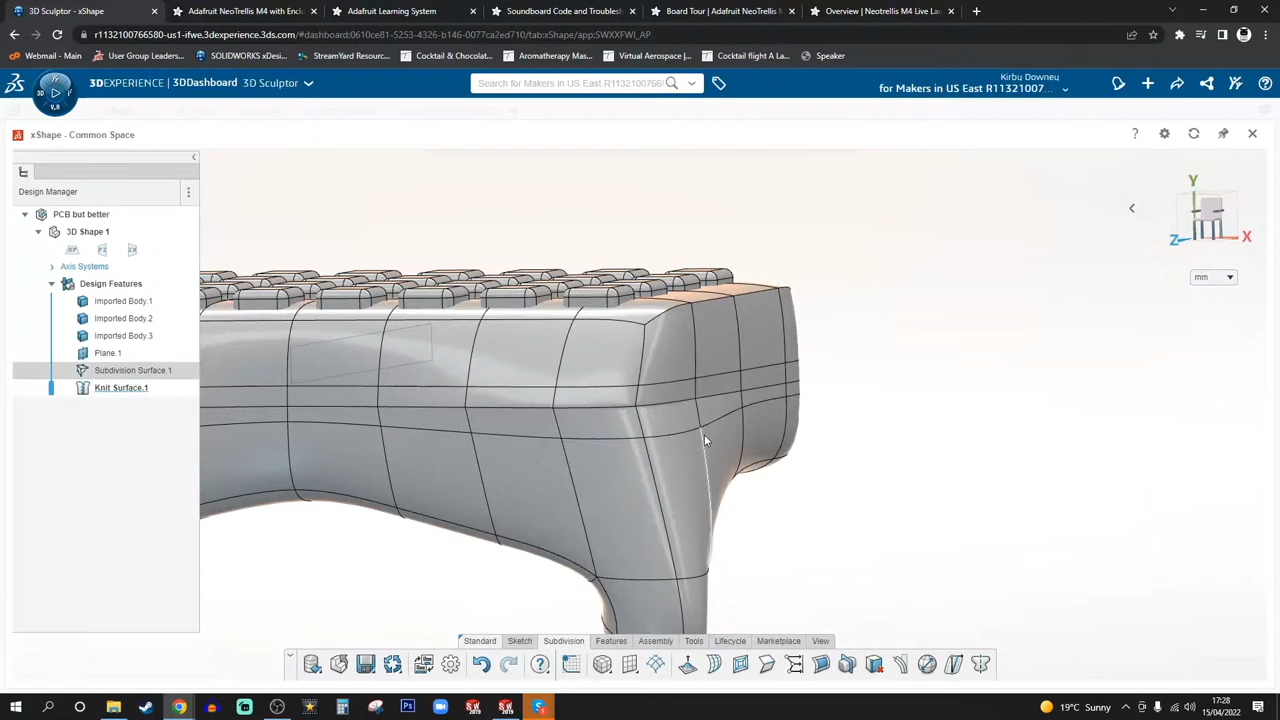 3D Sculptor - xShape
Adafruit NeoTrellis M4 with Encl
Adafruit Learning System
Soundboard Code and Troublesh
Board Tour | Adafruit NeoTrellis M
Overview | Neotrellis M4 Live La
r1132100766580-us1-ifwe.3dexperience.3ds.com/#dashboard:0610ce81-5253-4326-b146-0077ca2ed710/tab:xShape/app:SWXXFWI_AP
Webmail - Main
User Group Leaders...
SOLIDWORKS xDesi...
StreamYard Resourc...
Cocktail & Chocolat...
Aromatherapy Mas...
Virtual Aerospace |...
Cocktail flight A La...
Speaker
3DEXPERIENCE | 3DDashboard 3D Sculptor
Search for Makers in US East R113210076658
Kirby Downey
for Makers in US East R11321007...
xShape - Common Space
Design Manager
PCB but better
3D Shape 1
Axis Systems
Design Features
Imported Body.1
Imported Body.2
Imported Body.3
Plane.1
Subdivision Surface.1
Knit Surface.1
Y
Z
X
mm
Standard
Sketch
Subdivision
Features
Assembly
Tools
Lifecycle
Marketplace
View
19°C Sunny
17:28
15/04/2022